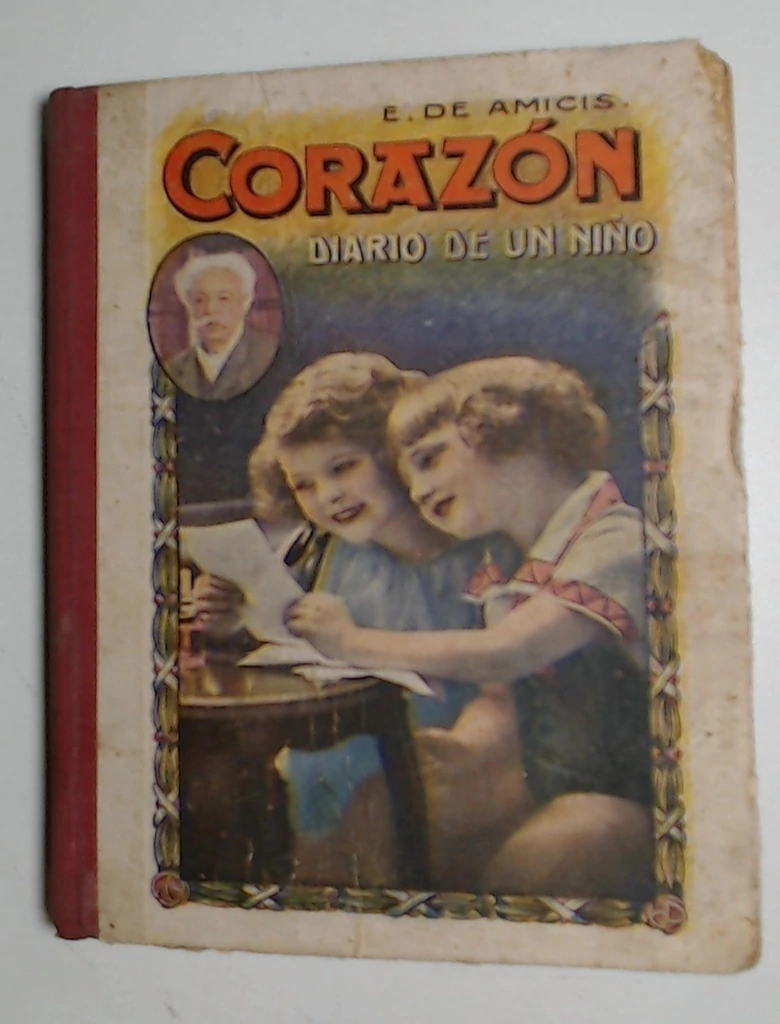 E. DE AMICIS.
CORAZÓN
DIARIO DE UN NIÑO